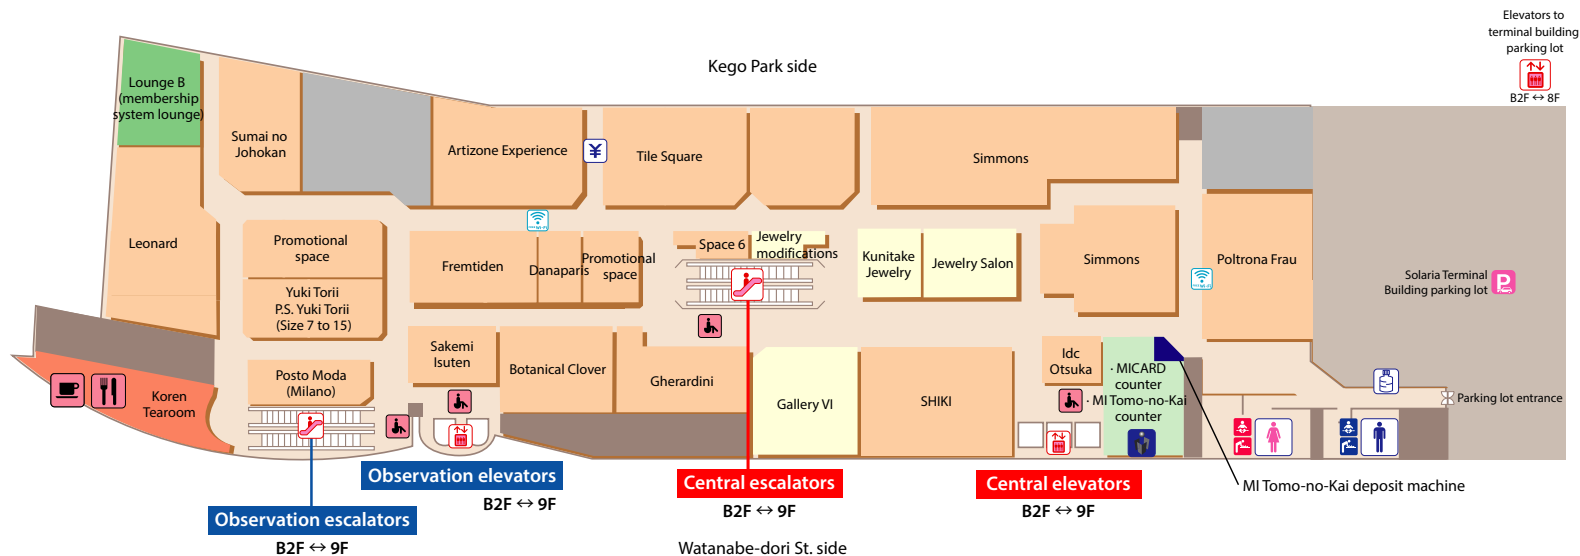 Elevators to
terminal building
parking lot
B2F ↔ 8F
Kego Park side
Lounge B
(membership
system lounge)
Sumai no
Johokan
Artizone Experience
¥
Tile Square
Simmons
Leonard
Promotional
space
Yuki Torii
P.S. Yuki Torii
(Size 7 to 15)
Fremtiden
Danaparis
Promotional
space
Space 6
Jewelry
modifications
Kunitake
Jewelry
Jewelry Salon
Simmons
Poltrona Frau
Solaria Terminal
Building parking lot
P
Koren
Tearoom
Posto Moda
(Milano)
Sakemi
Isuten
Botanical Clover
Gherardini
Gallery VI
SHIKI
Idc
Otsuka
· MICARD
counter
· MI Tomo-no-Kai
counter
Parking lot entrance
Observation elevators
B2F ↔ 9F
Observation escalators
B2F ↔ 9F
Central escalators
B2F ↔ 9F
Central elevators
B2F ↔ 9F
MI Tomo-no-Kai deposit machine
Watanabe-dori St. side